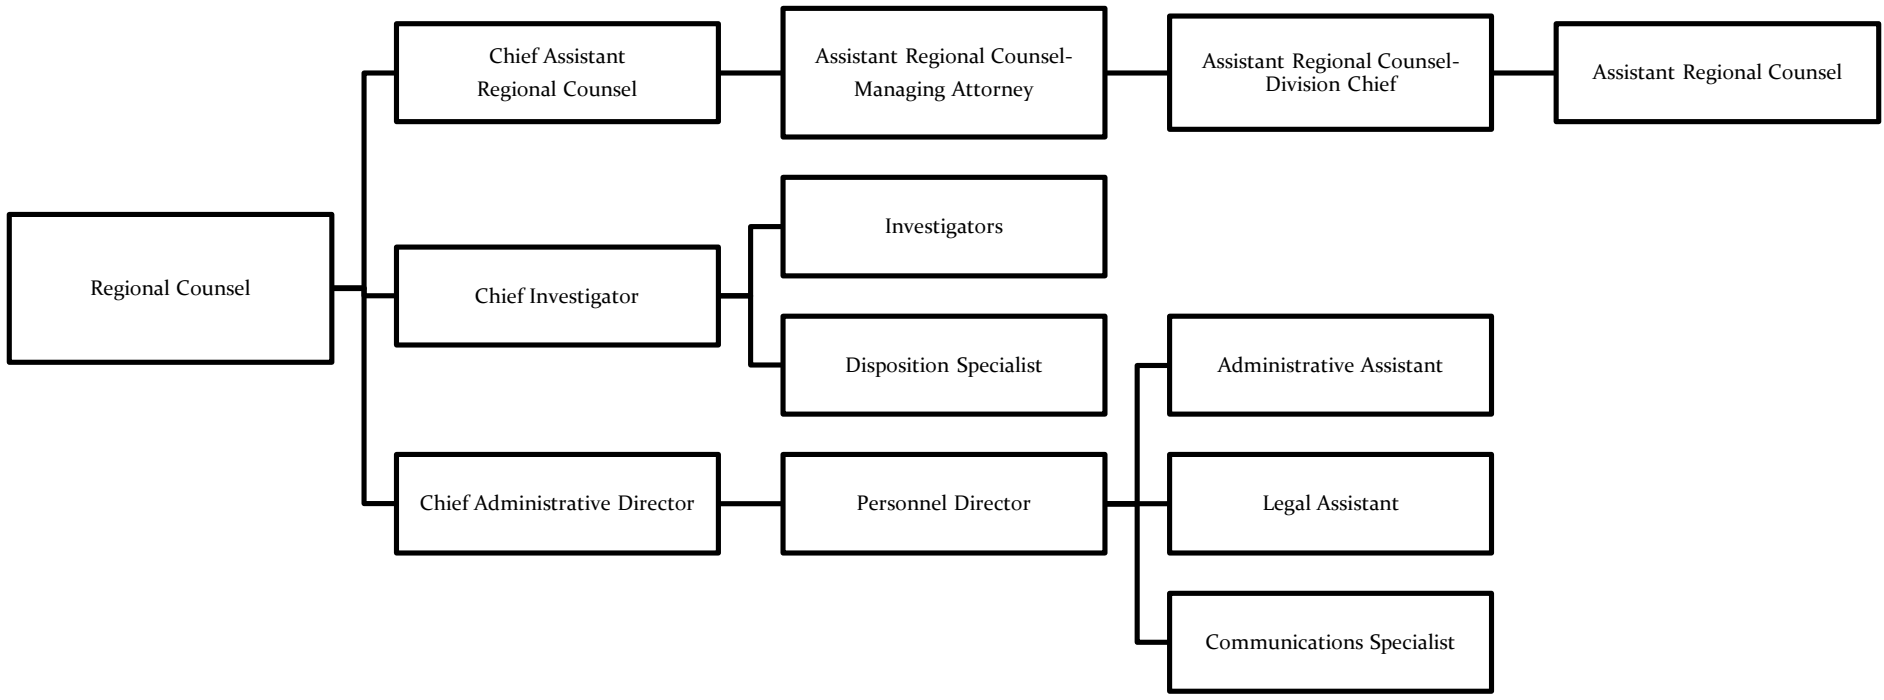 Regional Counsel
Chief Assistant
Regional Counsel
Assistant Regional Counsel-
Managing Attorney
Assistant Regional Counsel-
Division Chief
Assistant Regional Counsel
Chief Investigator
Investigators
Disposition Specialist
Chief Administrative Director
Personnel Director
Administrative Assistant
Legal Assistant
Communications Specialist